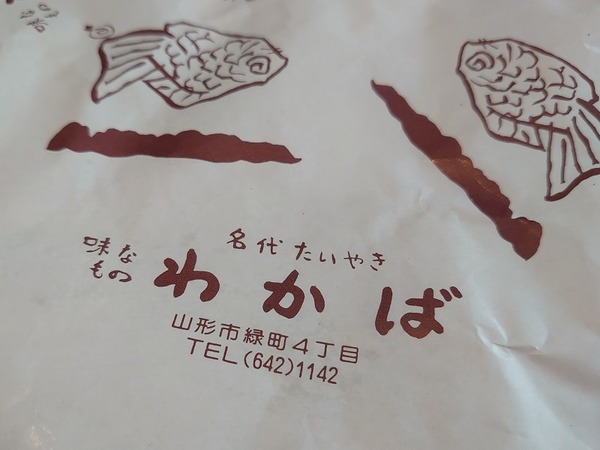 名代たいやき
味な
もの
わかば
山形市緑町4丁目
TEL(642)1142